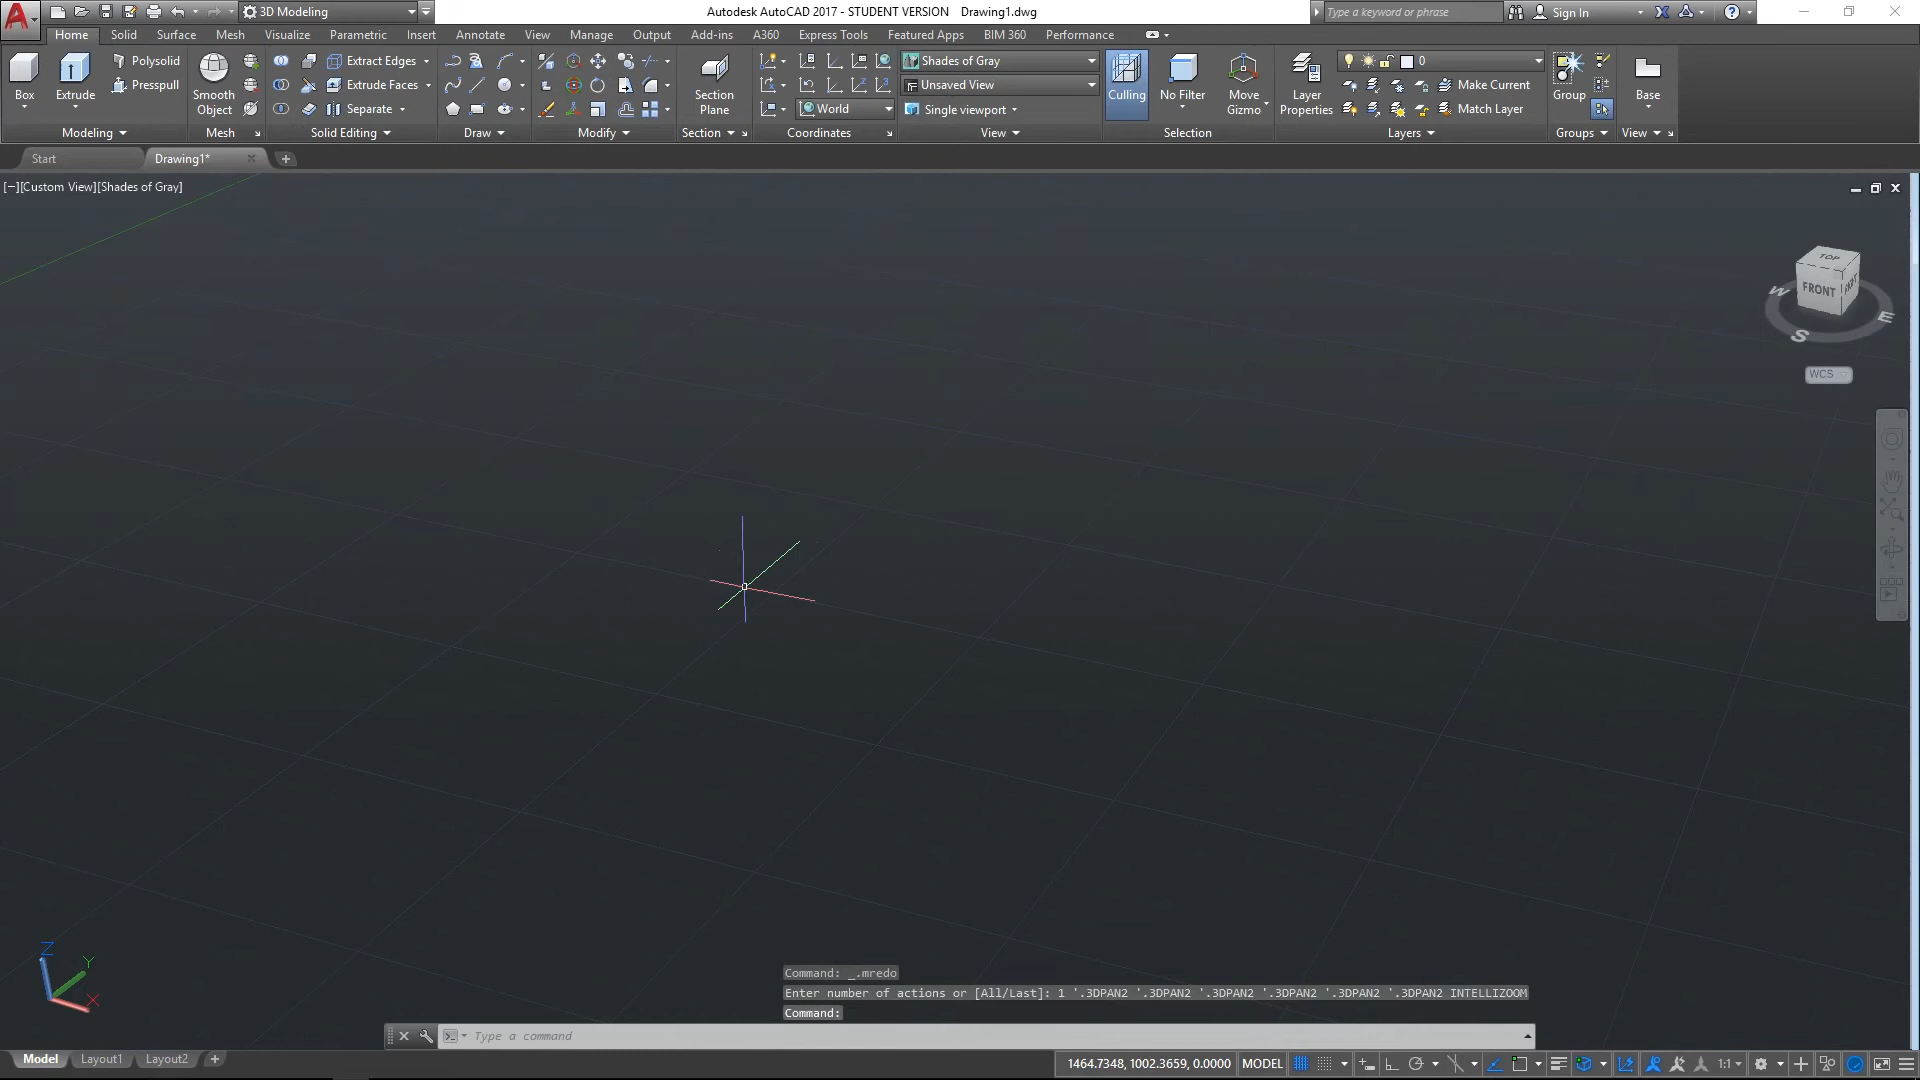 3D Modeling
Autodesk AutoCAD 2017 - STUDENT VERSION Drawing1.dwg
Type a keyword or phrase
Sign In
Home Solid Surface Mesh Visualize Parametric Insert Annotate View Manage Output Add-ins A360 Express Tools Featured Apps BIM 360 Performance
Box
Extrude
Polysolid
Presspull
Modeling
Smooth
Object
Mesh
Extract Edges
Extrude Faces
Separate
Solid Editing
Draw
Modify
Section
Plane
Section
World
Coordinates
Shades of Gray
Unsaved View
Single viewport
View
Culling
No Filter
Move
Gizmo
Selection
Layer
Properties
0
Make Current
Match Layer
Layers
Group
Groups
Base
View
Start
Drawing1*
[−][Custom View][Shades of Gray]
TOP
FRONT
W
S
E
WCS
Z
Y
X
Command: _.mredo
Enter number of actions or [All/Last]: 1 '.3DPAN2 '.3DPAN2 '.3DPAN2 '.3DPAN2 '.3DPAN2 '.3DPAN2 INTELLIZOOM
Command:
Type a command
Model Layout1 Layout2
1464.7348, 1002.3659, 0.0000 MODEL
1:1